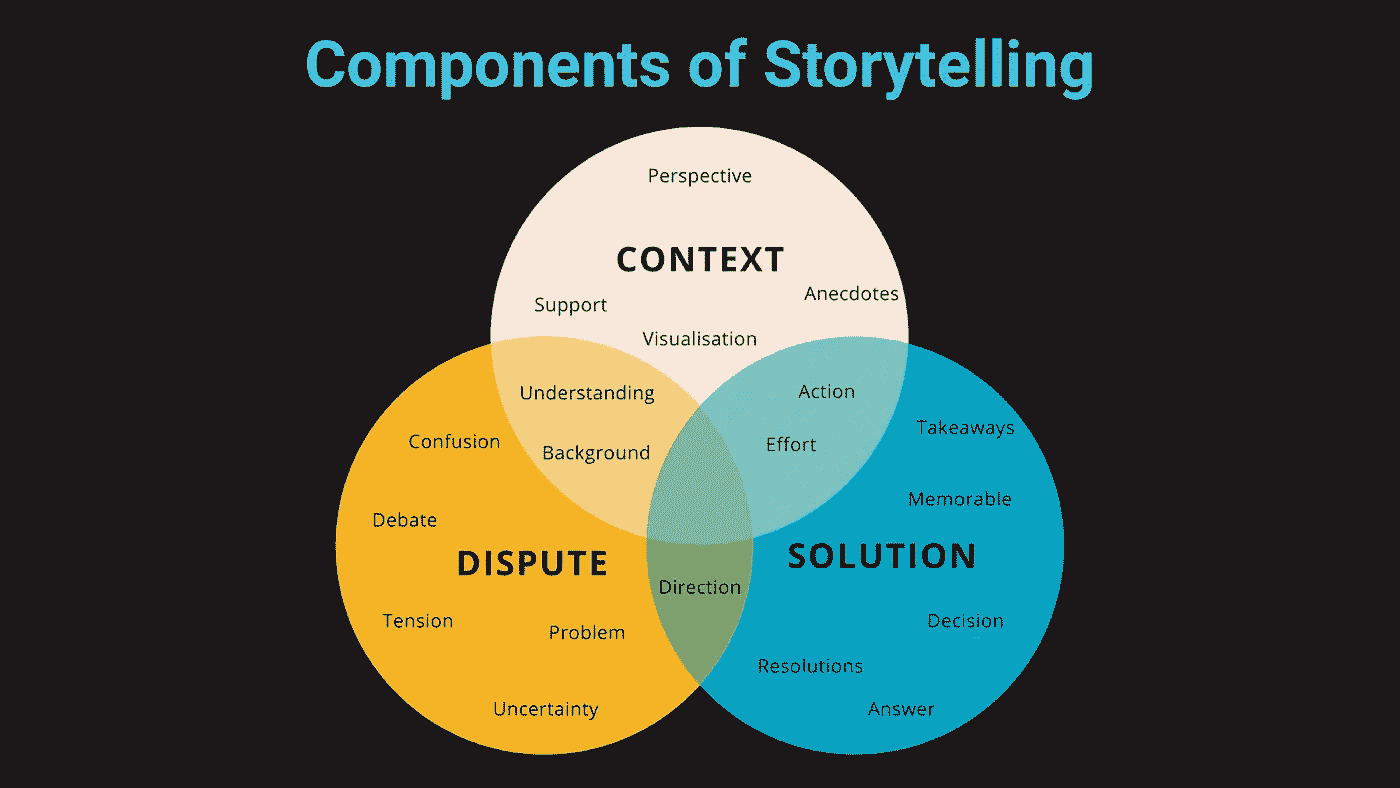 Components of Storytelling
Perspective
CONTEXT
Anecdotes
Support
Visualisation
Understanding
Action
Takeaways
Confusion
Effort
Background
Memorable
Debate
DISPUTE
SOLUTION
Direction
Tension
Decision
Problem
Resolutions
Uncertainty
Answer